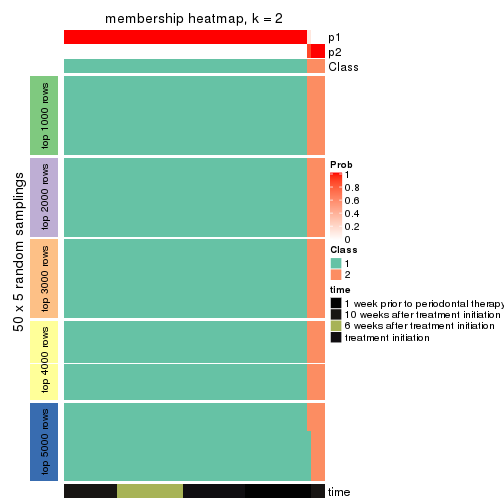 membership heatmap, k = 2
p1
p2
Class
50 x 5 random samplings
top 1000 rows
top 2000 rows
top 3000 rows
top 4000 rows
top 5000 rows
time
Prob
1
0.8
0.6
0.4
0.2
0
Class
1
2
time
1 week prior to periodontal therapy
10 weeks after treatment initiation
6 weeks after treatment initiation
treatment initiation